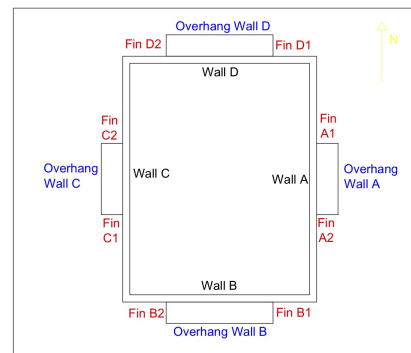 Overhang Wall D
Fin D2
Fin D1
N
Wall D
Fin
C2
Fin
A1
Overhang
Wall C
Wall C
Wall A
Overhang
Wall A
Fin
C1
Fin
A2
Wall B
Fin B2
Fin B1
Overhang Wall B